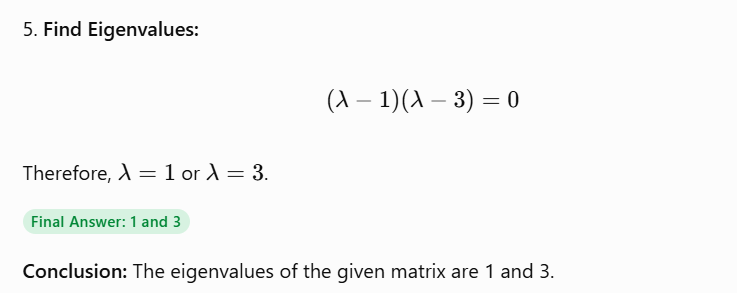 5. Find Eigenvalues:
(λ − 1)(λ − 3) = 0
Therefore, λ = 1 or λ = 3.
Final Answer: 1 and 3
Conclusion: The eigenvalues of the given matrix are 1 and 3.